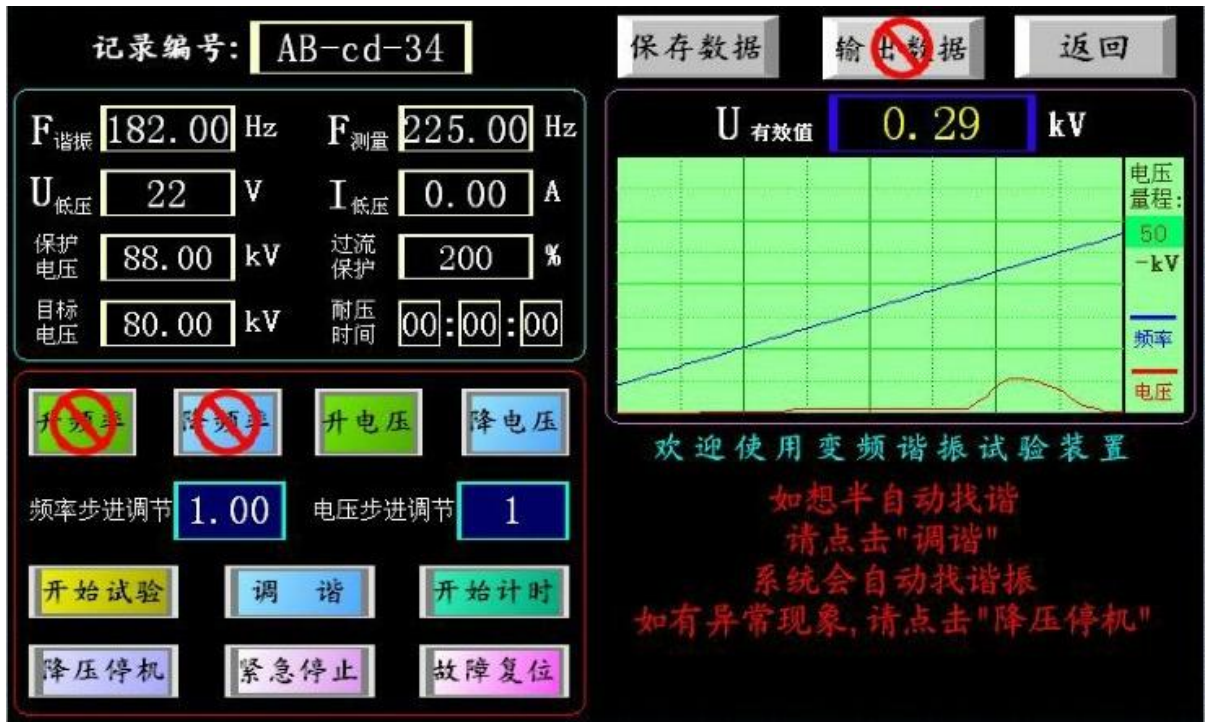 记录编号: AB-cd-34
保存数据 输出数据 返回
F谐振 182.00 Hz F测量 225.00 Hz
U低压 22 V I低压 0.00 A
保护电压 88.00 kV 过流保护 200 %
目标电压 80.00 kV 耐压时间 00:00:00
U有效值 0.29 kV
电压
量程:
50
-kV
频率
电压
升频率 降频率 升电压 降电压
频率步进调节 1.00 电压步进调节 1
开始试验 调谐 开始计时
降压停机 紧急停止 故障复位
欢迎使用变频谐振试验装置
如想半自动找谐
请点击"调谐"
系统会自动找谐振
如有异常现象,请点击"降压停机"